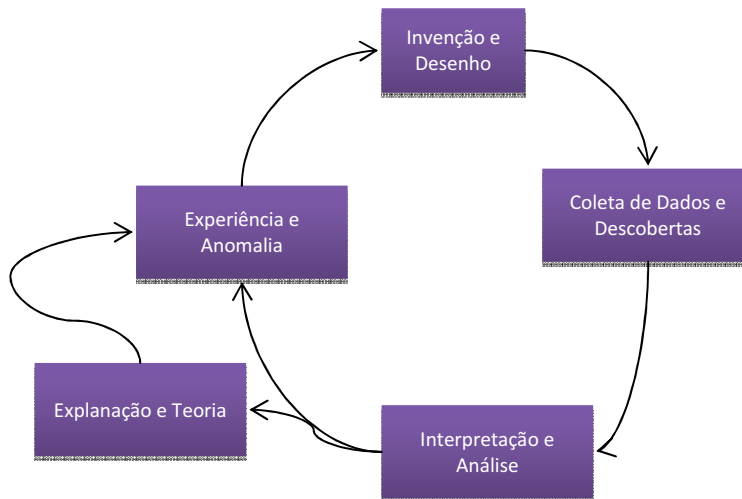 Invenção e
Desenho
Coleta de Dados e
Descobertas
Experiência e
Anomalia
Explanação e Teoria
Interpretação e
Análise